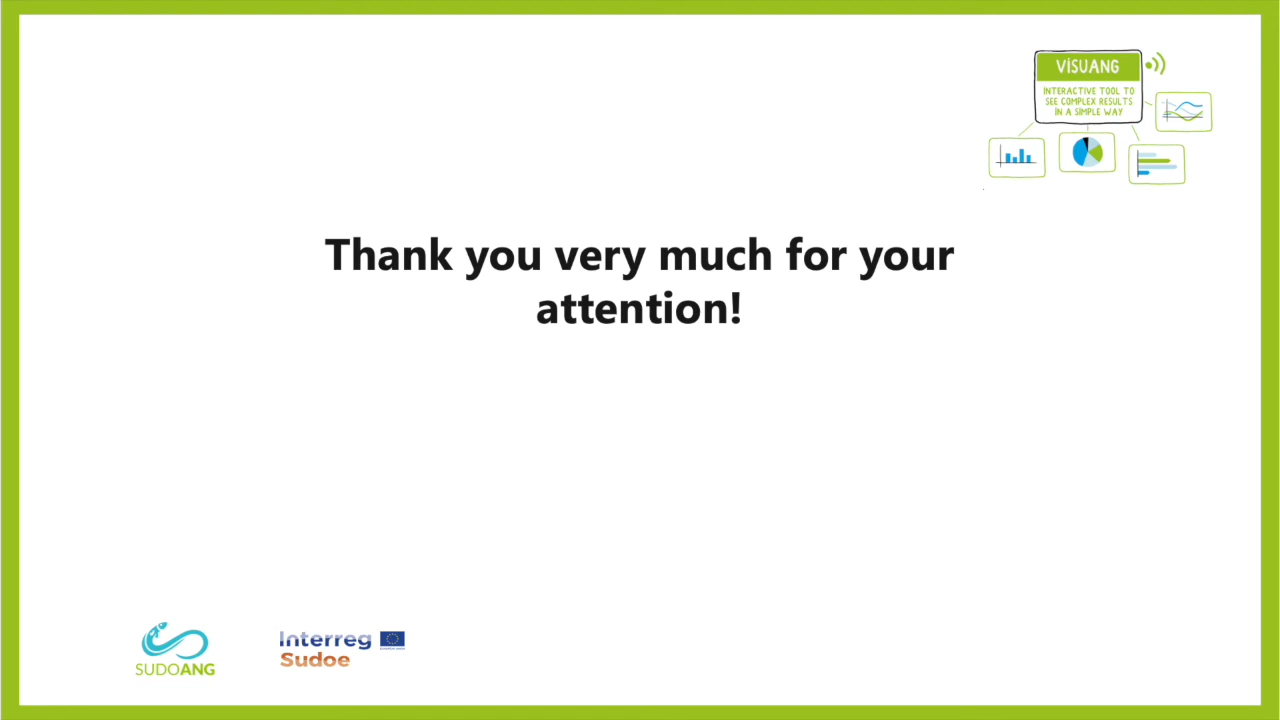 VISUANG
INTERACTIVE TOOL TO
SEE COMPLEX RESULTS
IN A SIMPLE WAY
Thank you very much for your
attention!
SUDOANG
Interreg
Sudoe